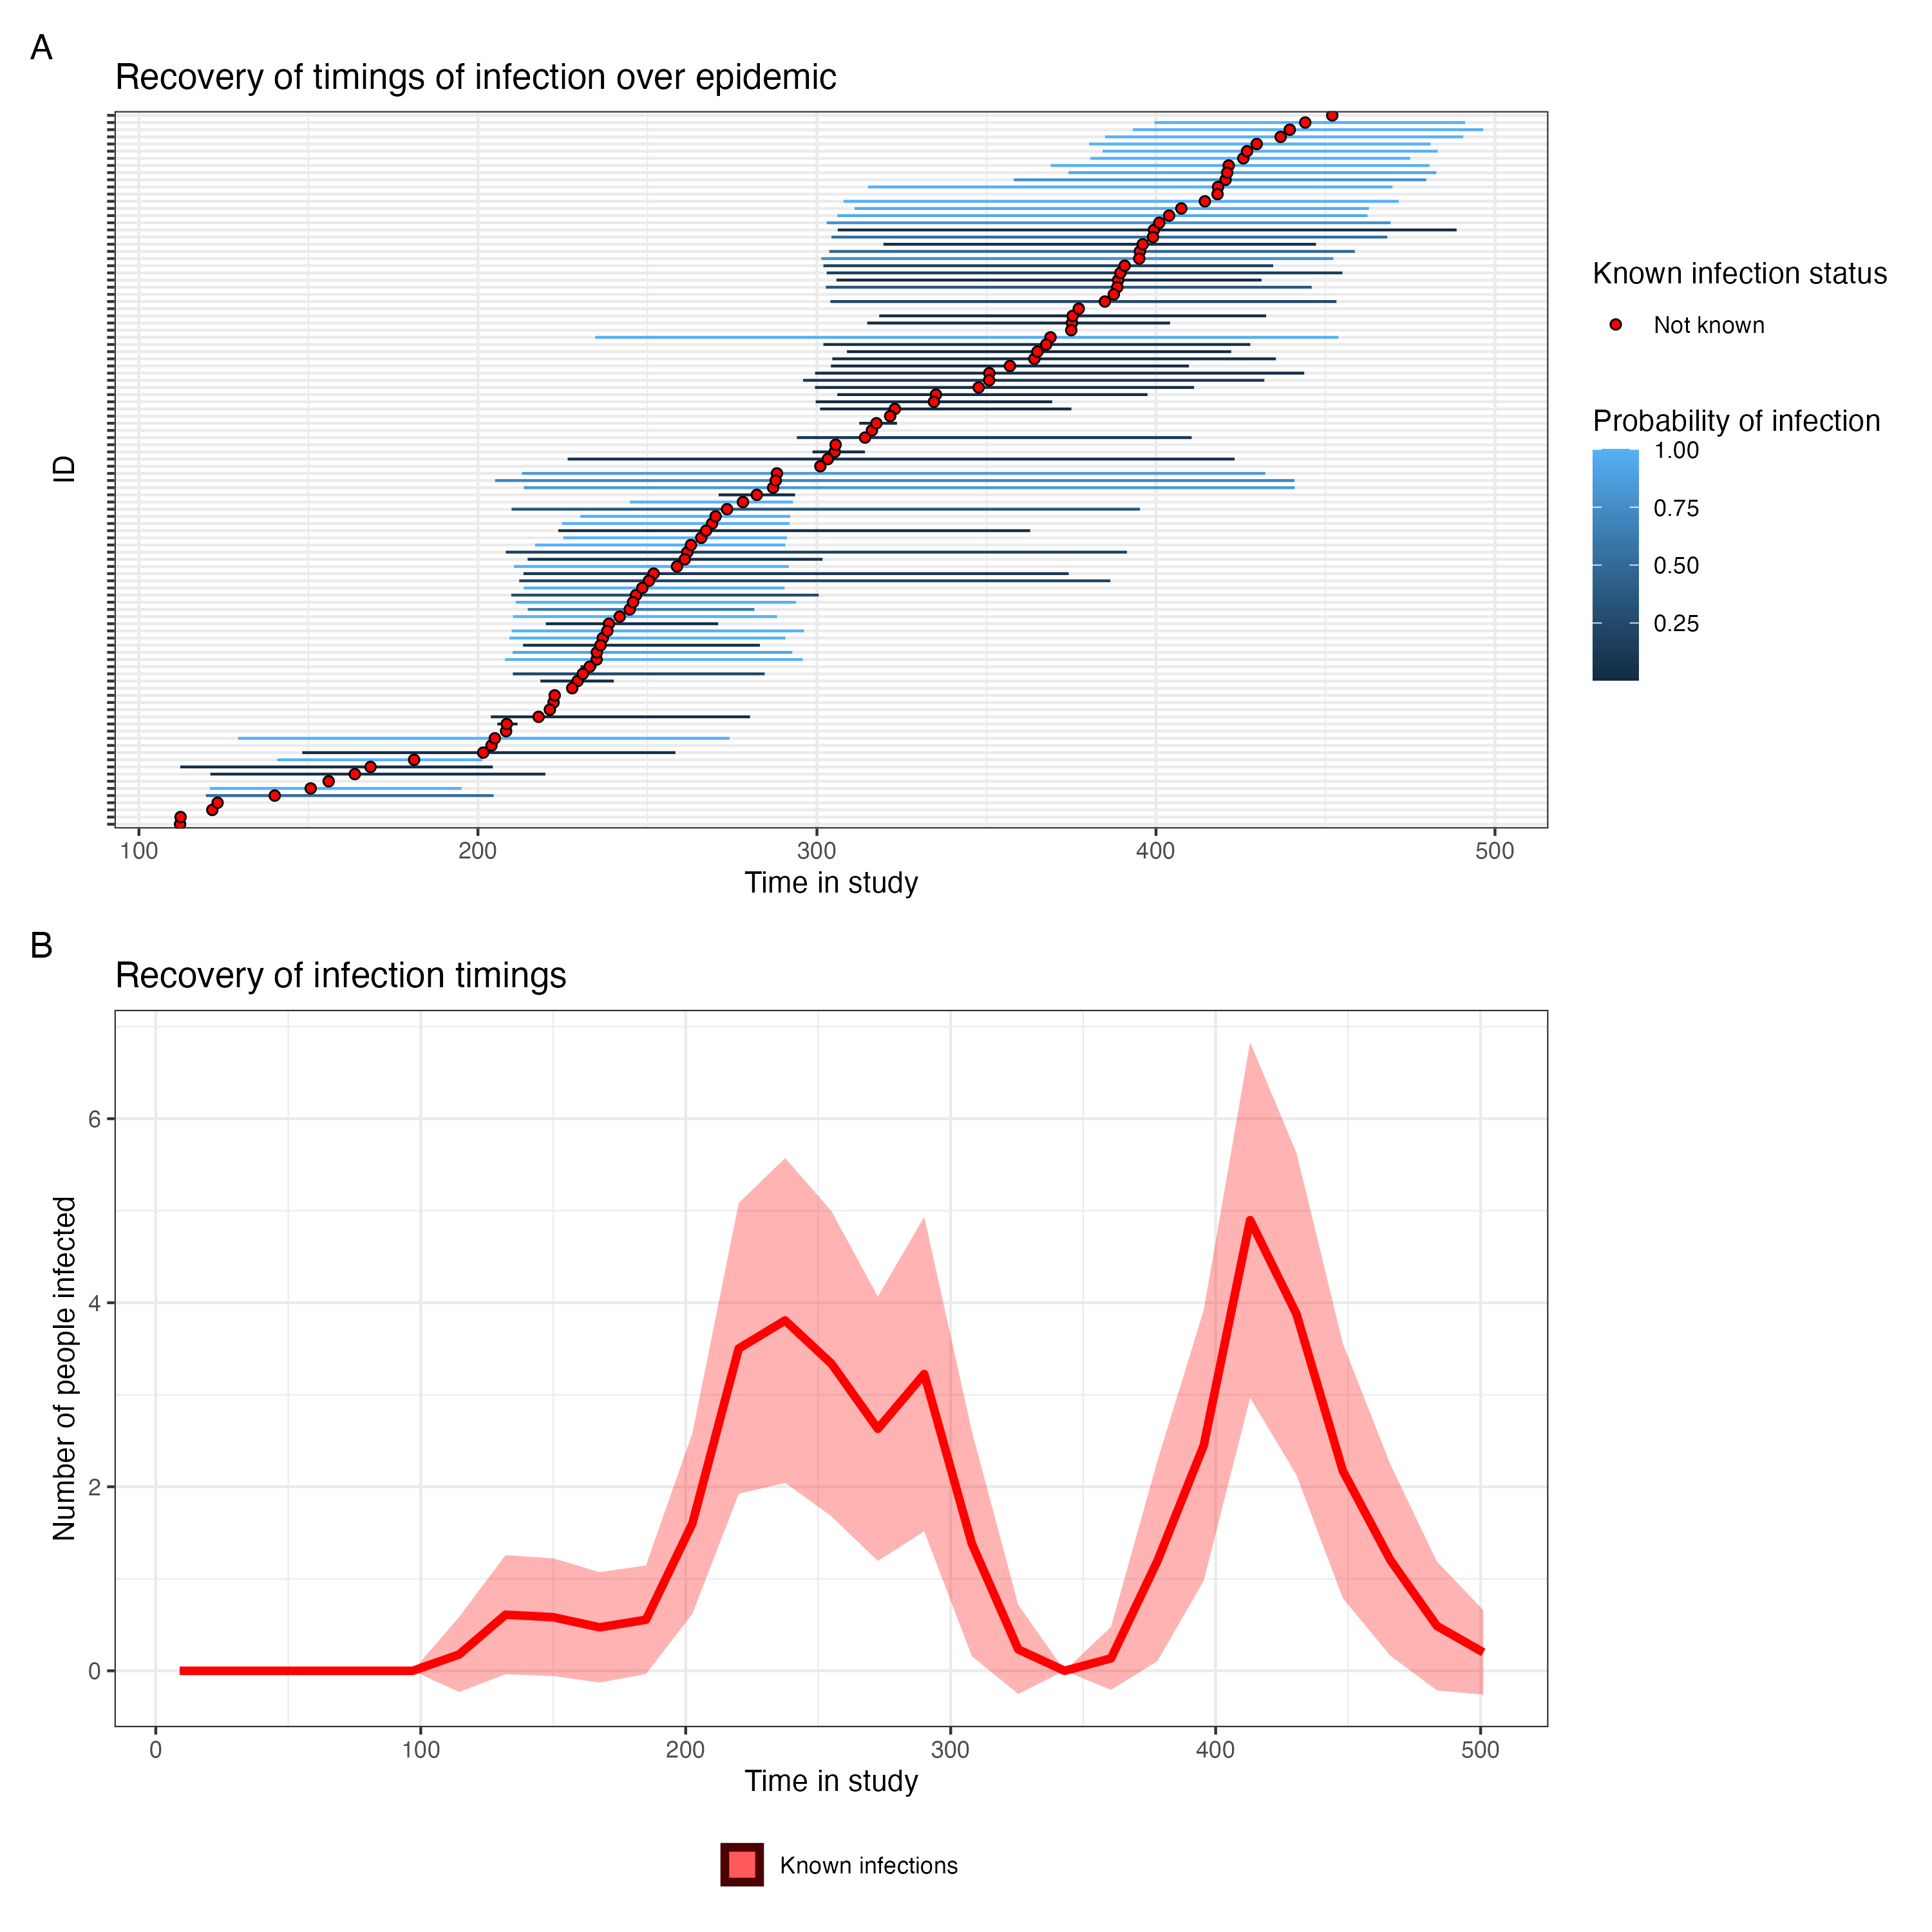 A
Recovery of timings of infection over epidemic
ID
100 200 300 400 500
Time in study
Known infection status
Not known
Probability of infection
1.00
0.75
0.50
0.25
B
Recovery of infection timings
Number of people infected
6
4
2
0
0 100 200 300 400 500
Time in study
Known infections